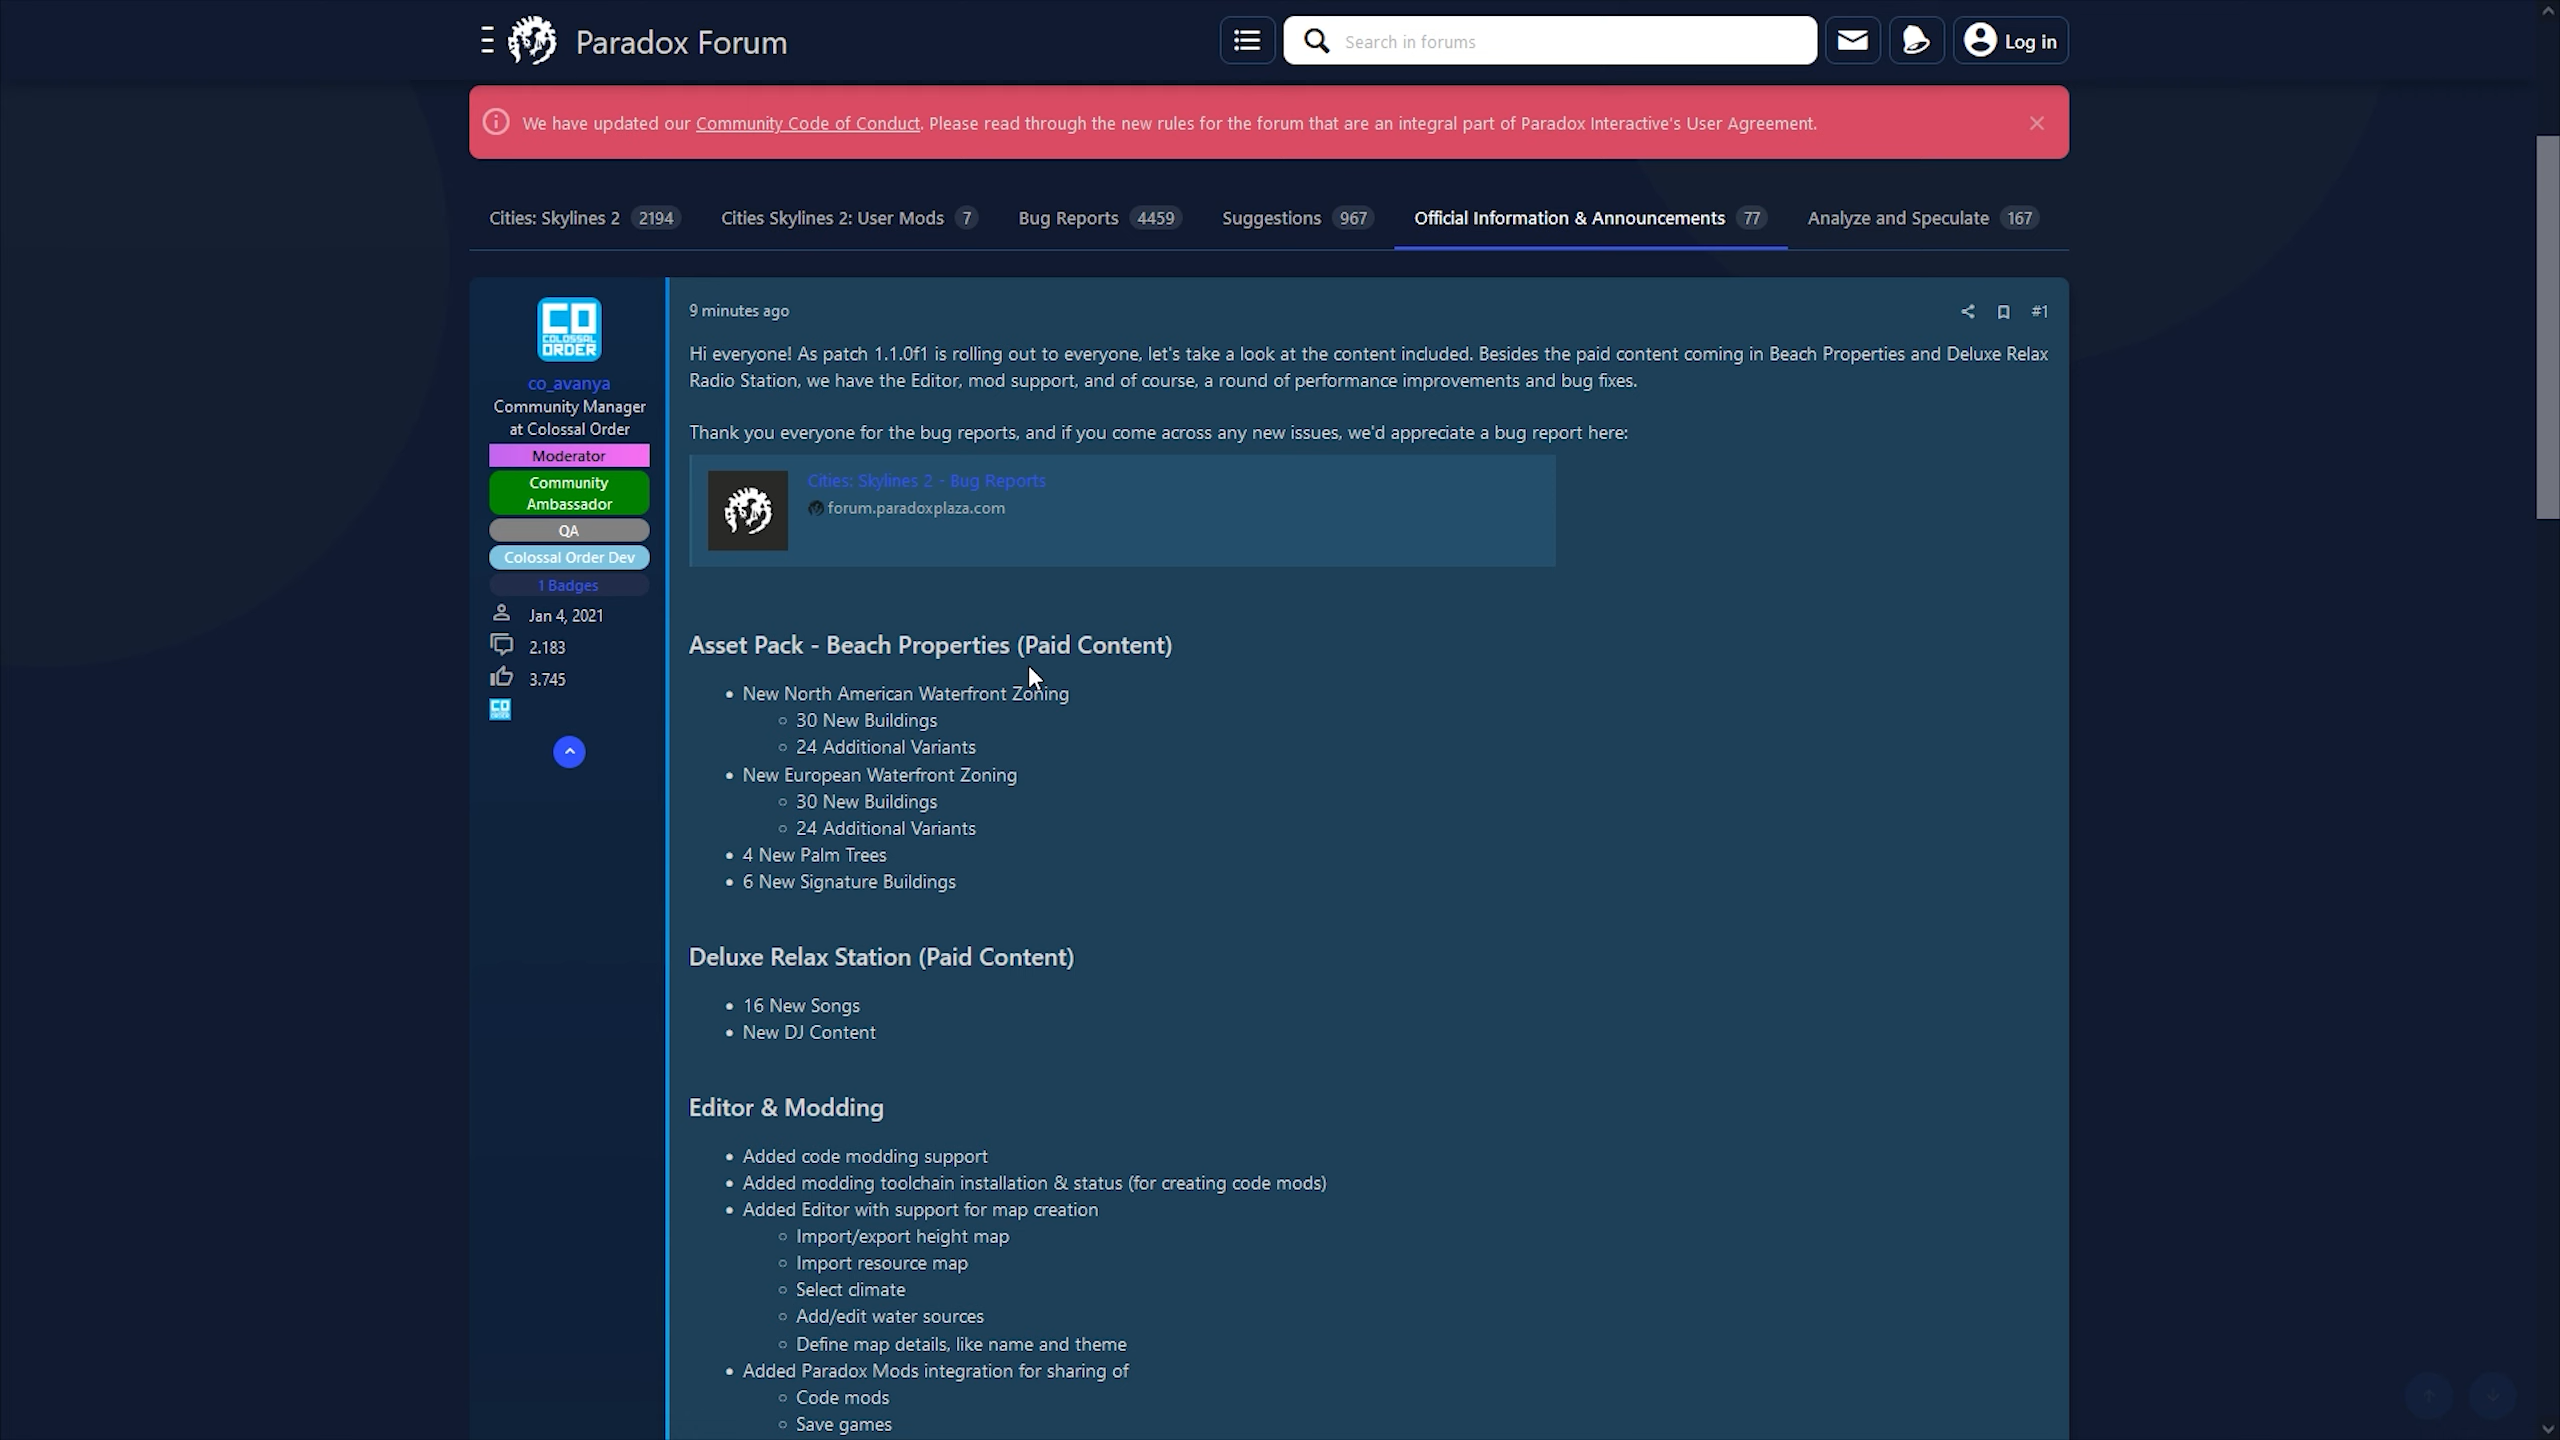 Paradox Forum
Search in forums
Log in
We have updated our Community Code of Conduct. Please read through the new rules for the forum that are an integral part of Paradox Interactive's User Agreement.
Cities: Skylines 2 2194
Cities Skylines 2: User Mods 7
Bug Reports 4459
Suggestions 967
Official Information & Announcements 77
Analyze and Speculate 167
CO
COLOSSAL
ORDER
co_avanya
Community Manager
at Colossal Order
Moderator
Community
Ambassador
QA
Colossal Order Dev
1 Badges
Jan 4, 2021
2.183
3.745
9 minutes ago
#1
Hi everyone! As patch 1.1.0f1 is rolling out to everyone, let's take a look at the content included. Besides the paid content coming in Beach Properties and Deluxe Relax
Radio Station, we have the Editor, mod support, and of course, a round of performance improvements and bug fixes.
Thank you everyone for the bug reports, and if you come across any new issues, we'd appreciate a bug report here:
Cities: Skylines 2 - Bug Reports
forum.paradoxplaza.com
Asset Pack - Beach Properties (Paid Content)
• New North American Waterfront Zoning
◦ 30 New Buildings
◦ 24 Additional Variants
• New European Waterfront Zoning
◦ 30 New Buildings
◦ 24 Additional Variants
• 4 New Palm Trees
• 6 New Signature Buildings
Deluxe Relax Station (Paid Content)
• 16 New Songs
• New DJ Content
Editor & Modding
• Added code modding support
• Added modding toolchain installation & status (for creating code mods)
• Added Editor with support for map creation
◦ Import/export height map
◦ Import resource map
◦ Select climate
◦ Add/edit water sources
◦ Define map details, like name and theme
• Added Paradox Mods integration for sharing of
◦ Code mods
◦ Save games